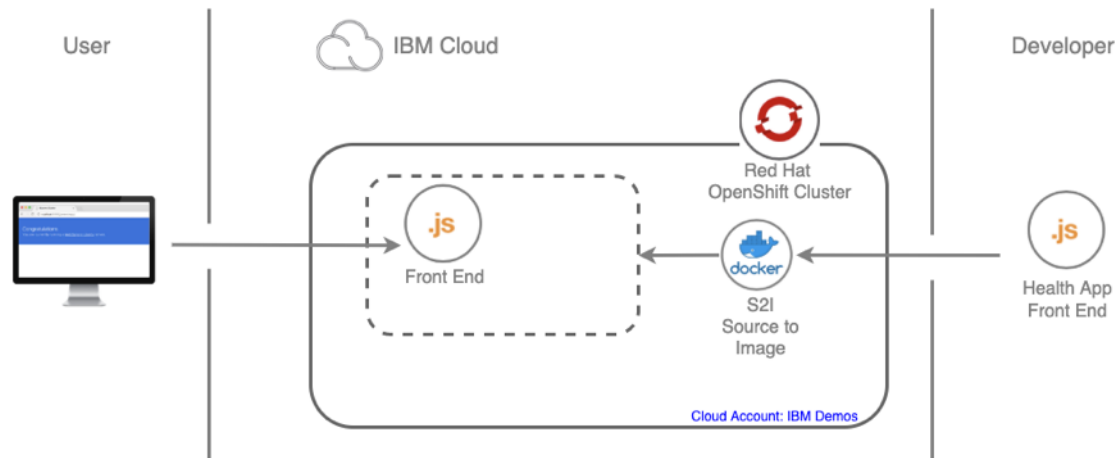 User
IBM Cloud
Developer
Red Hat
OpenShift Cluster
.js
Front End
docker
S2I
Source to
Image
.js
Health App
Front End
Congratulations
Cloud Account: IBM Demos